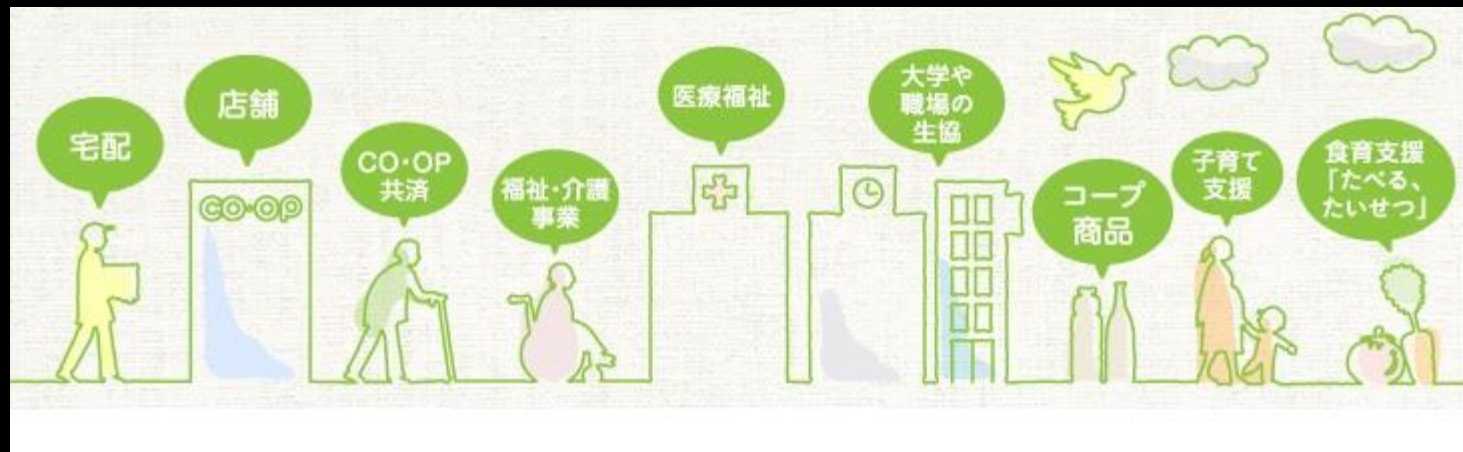 宅配
店舗
CO・OP
CO・OP
共済
福祉・介護
事業
医療福祉
大学や
職場の
生協
コープ
商品
子育て
支援
食育支援
「たべる、
たいせつ」